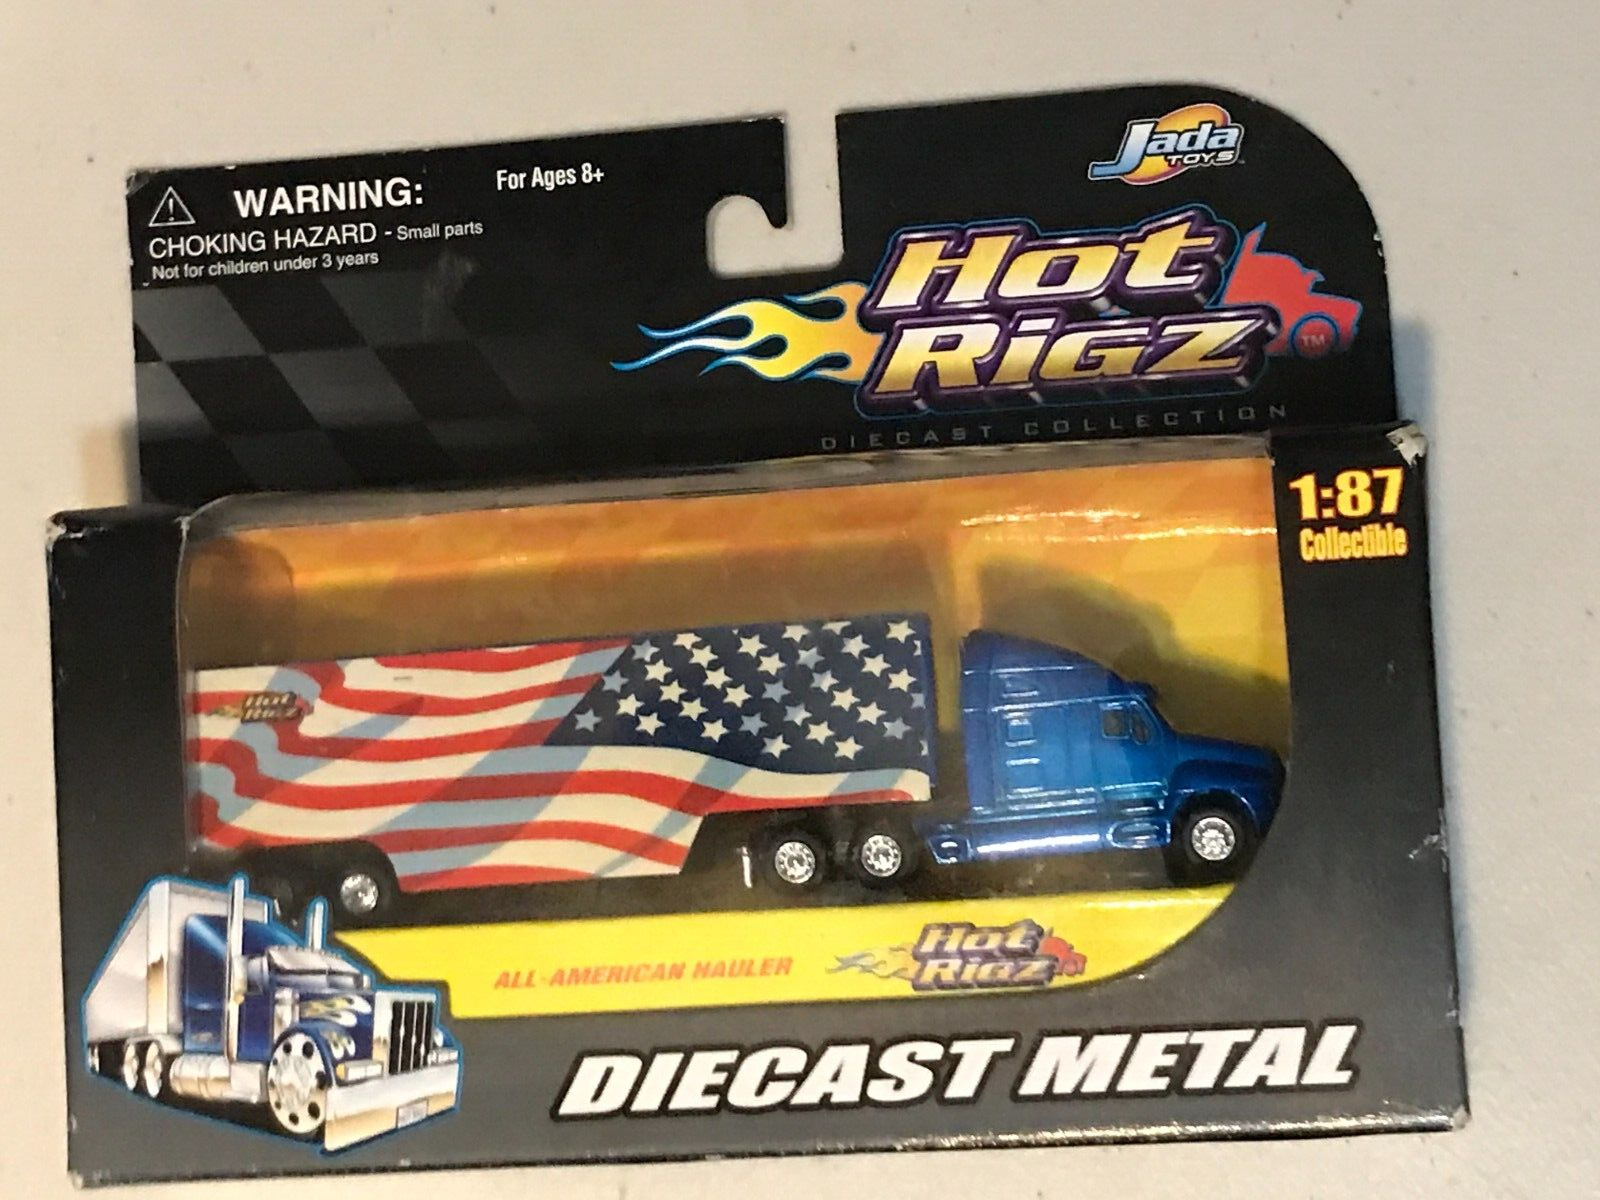 WARNING:
For Ages 8+
CHOKING HAZARD - Small parts
Not for children under 3 years
Jada
TOYS
Hot
RiGZ
TM
DIECAST COLLECTION
1:87
Collectible
Hot
RiGZ
ALL-AMERICAN HAULER
Hot
RiGZ
DIECAST METAL